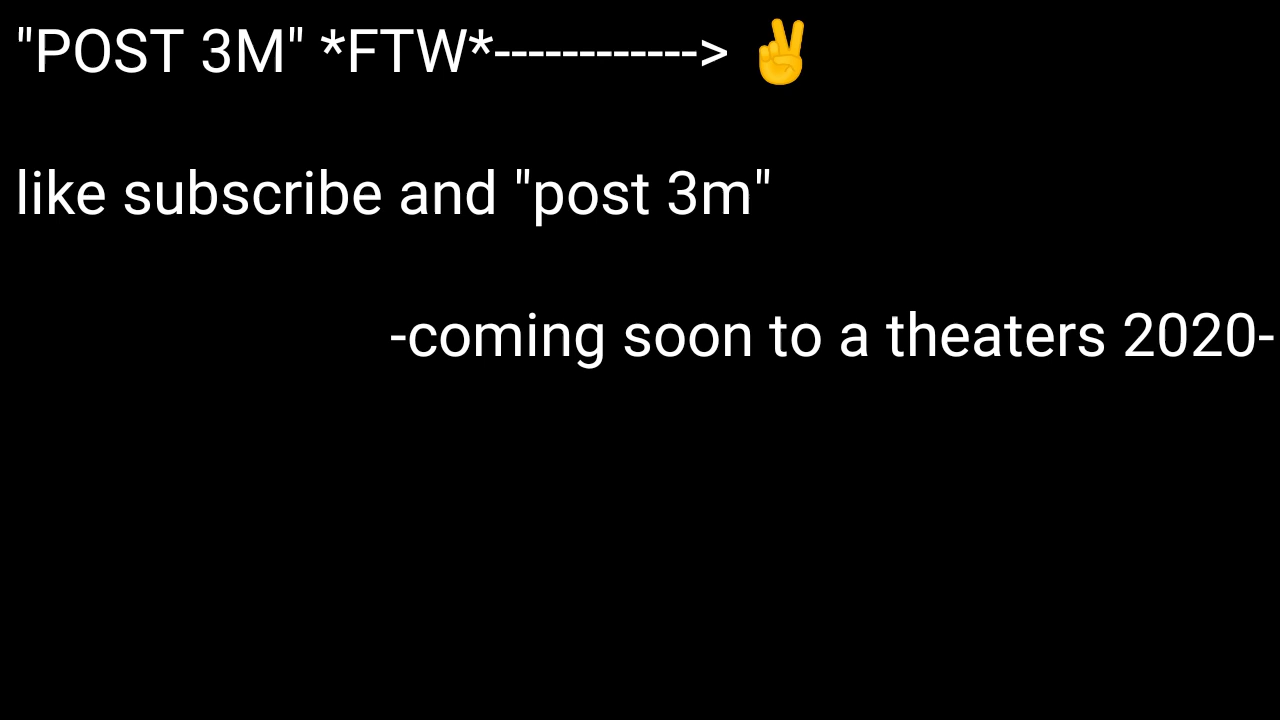 "POST 3M" *FTW*------------> ✌
like subscribe and "post 3m"
-coming soon to a theaters 2020-